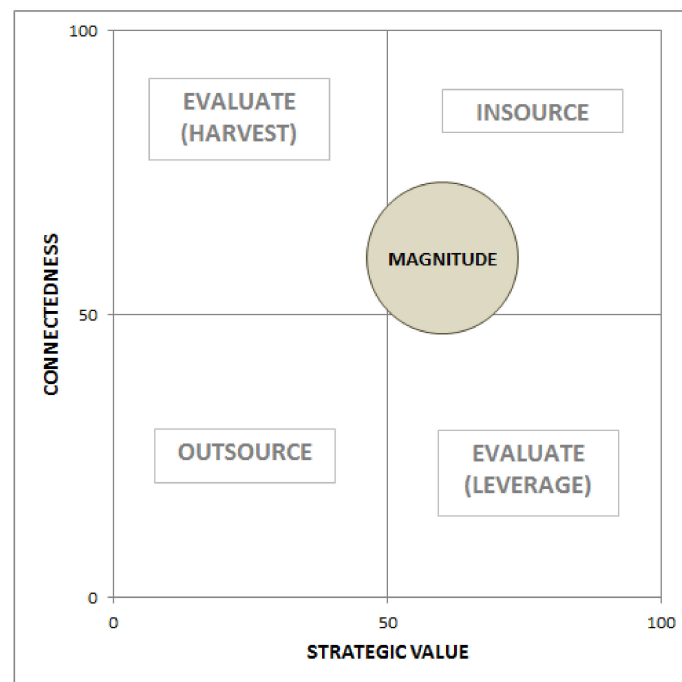 100
EVALUATE
(HARVEST)
INSOURCE
MAGNITUDE
CONNECTEDNESS
50
OUTSOURCE
EVALUATE
(LEVERAGE)
0
0
50
100
STRATEGIC VALUE